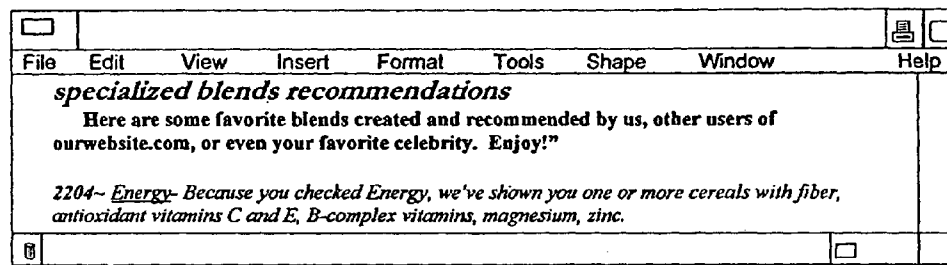 File Edit View Insert Format Tools Shape Window Help
specialized blends recommendations
Here are some favorite blends created and recommended by us, other users of
ourwebsite.com, or even your favorite celebrity. Enjoy!”
2204~ Energy- Because you checked Energy, we've shown you one or more cereals with fiber,
antioxidant vitamins C and E, B-complex vitamins, magnesium, zinc.